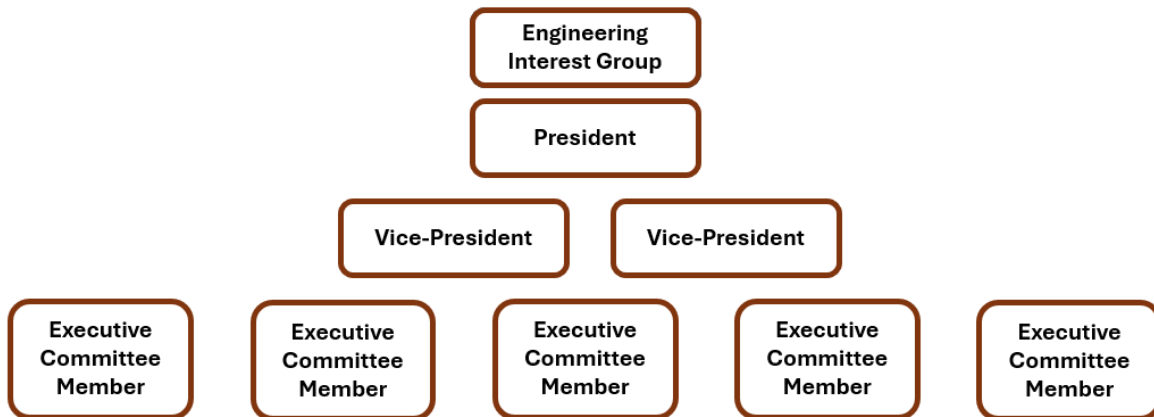 Engineering
Interest Group
President
Vice-President
Vice-President
Executive
Committee
Member
Executive
Committee
Member
Executive
Committee
Member
Executive
Committee
Member
Executive
Committee
Member